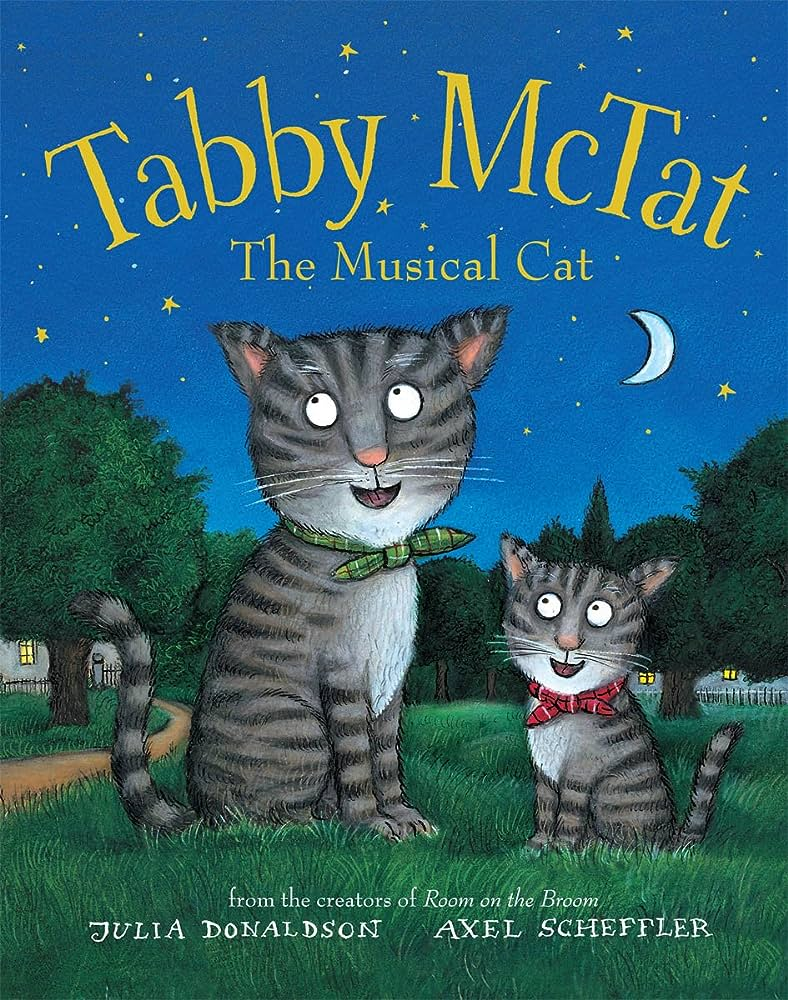 Tabby McTat
The Musical Cat
from the creators of Room on the Broom
JULIA DONALDSON AXEL SCHEFFLER